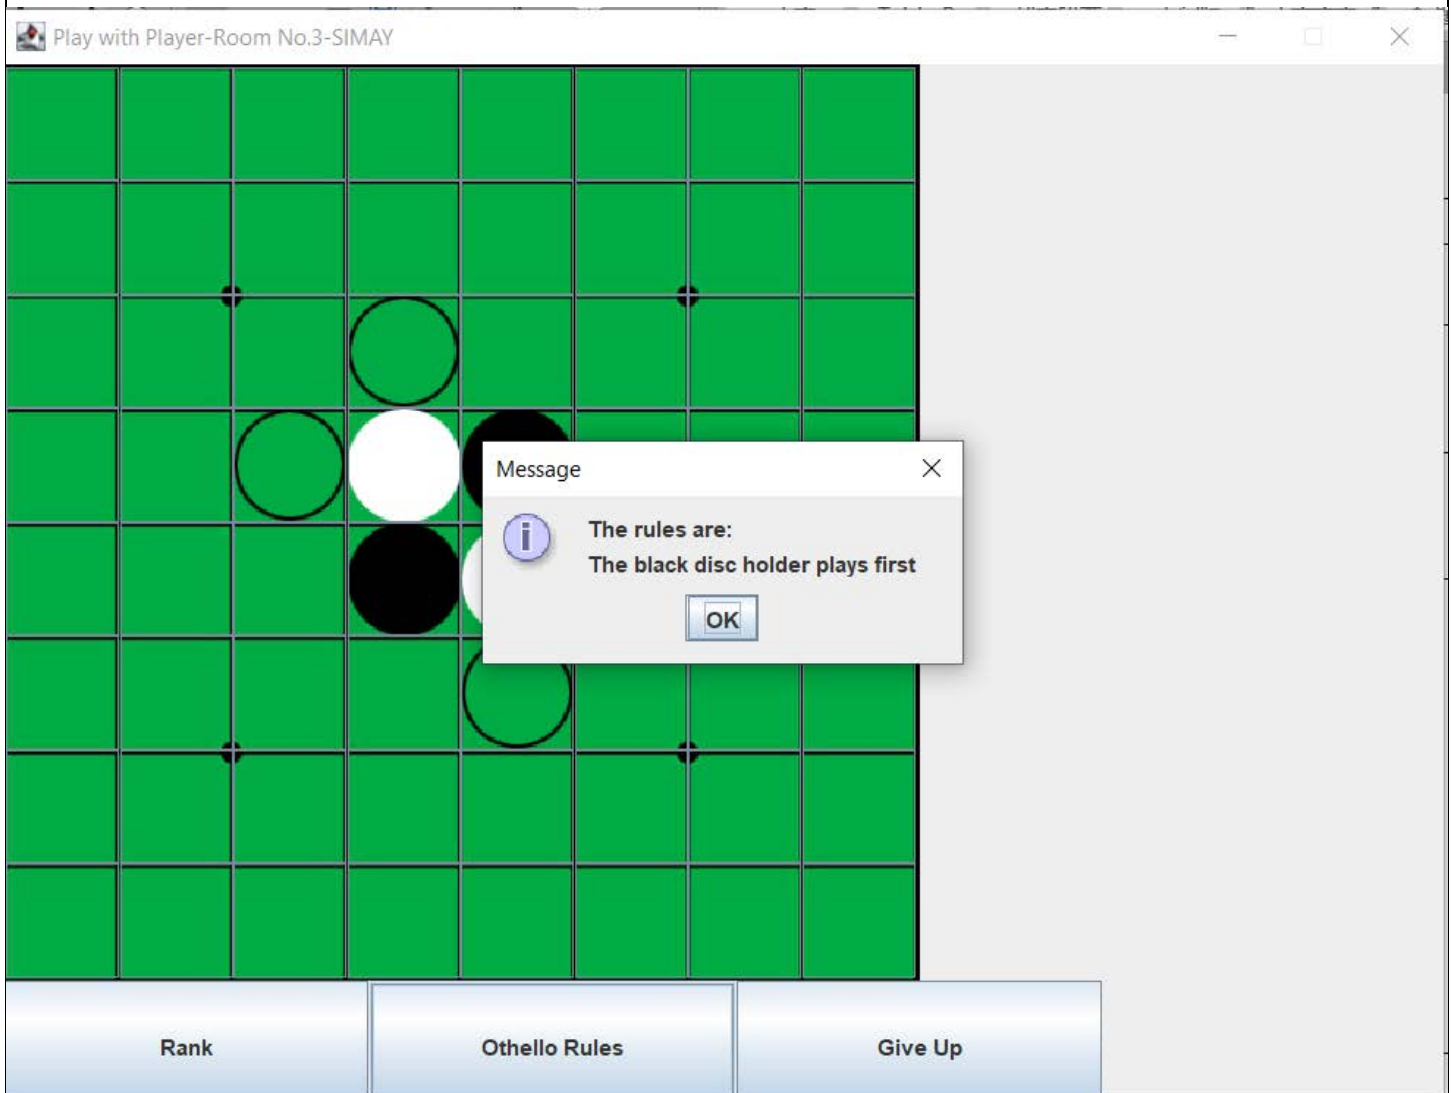 Play with Player-Room No.3-SIMAY
Message
The rules are:
The black disc holder plays first
OK
Rank
Othello Rules
Give Up